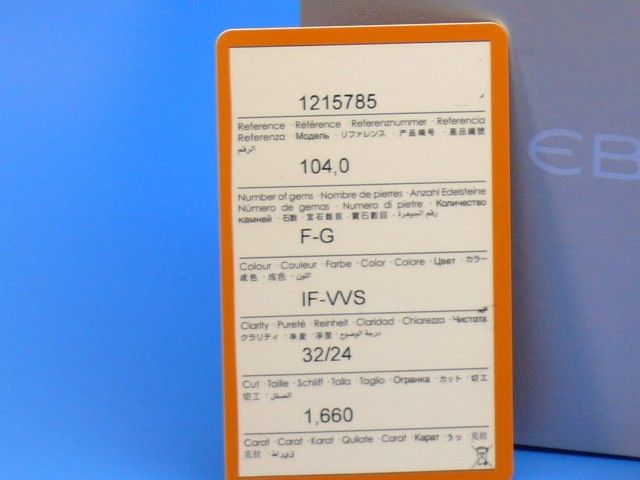 1215785
Reference · Référence · Referenznummer · Referencia
Referenza · Модель · リファレンス · 产品编号 · 產品編號
الرقم
104,0
Number of gems · Nombre de pierres · Anzahl Edelsteine
Número de gemas · Numero di pietre · Количество
камней · 石数 · 宝石数目 · 寶石數目 · رقم الجوهرة
F-G
Colour · Couleur · Farbe · Color · Colore · Цвет · カラー
成色 · 成色 · اللون
IF-VVS
Clarity · Pureté · Reinheit · Claridad · Chiarezza · Чистота
クラリティ · 净度 · 淨度 · درجة الوضوح
32/24
Cut · Taille · Schliff · Talla · Taglio · Огранка · カット · 切工
切工 ·
1,660
Carat · Carat · Karat · Quilate · Carat · Карат · ラッ · 克拉
克拉 · قيراط
EB